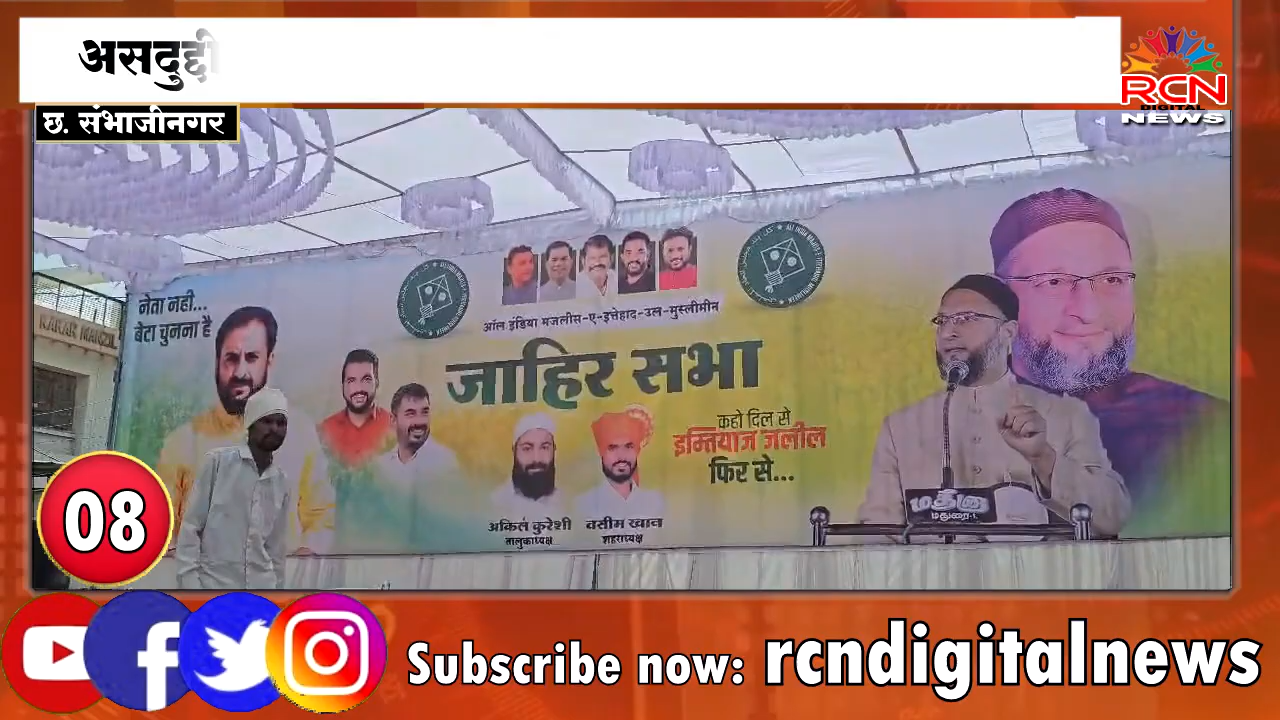 असदुद्दी
RCN
DIGITAL
NEWS
छ. संभाजीनगर
नेता नही...
बेटा चुनना है
KARAR MANZIL
ऑल इंडिया मजलीस-ए-इत्तेहाद-उल-मुस्लीमीन
जाहिर सभा
कहो दिल से
इम्तियाज जलील
फिर से...
अकिल कुरेशी
तालुकाध्यक्ष
वसीम खान
शहराध्यक्ष
08
Subscribe now: rcndigitalnews